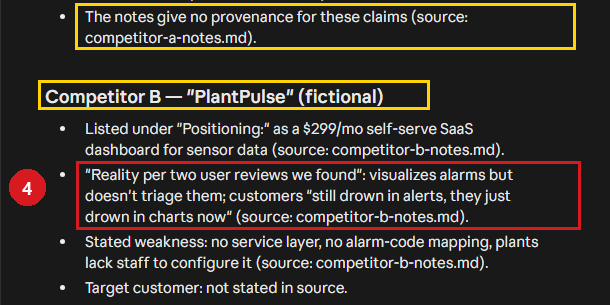 The notes give no provenance for these claims (source:
competitor-a-notes.md).
Competitor B — "PlantPulse" (fictional)
Listed under "Positioning:" as a $299/mo self-serve SaaS
dashboard for sensor data (source: competitor-b-notes.md).
4
"Reality per two user reviews we found": visualizes alarms but
doesn't triage them; customers "still drown in alerts, they just
drown in charts now" (source: competitor-b-notes.md).
Stated weakness: no service layer, no alarm-code mapping, plants
lack staff to configure it (source: competitor-b-notes.md).
Target customer: not stated in source.